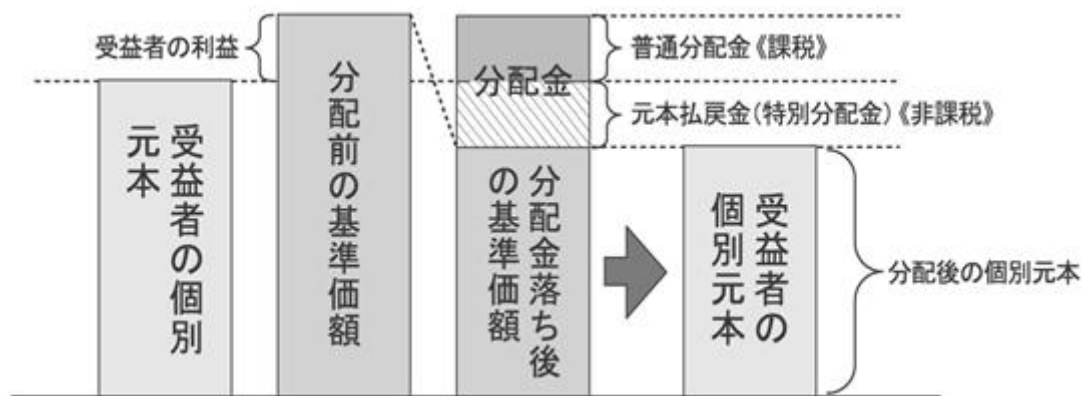 受益者の利益
受益者の個別
元本
分配前の基準価額
分配金
分配金落ち後
の基準価額
普通分配金《課税》
元本払戻金(特別分配金)《非課税》
受益者の
個別元本
分配後の個別元本